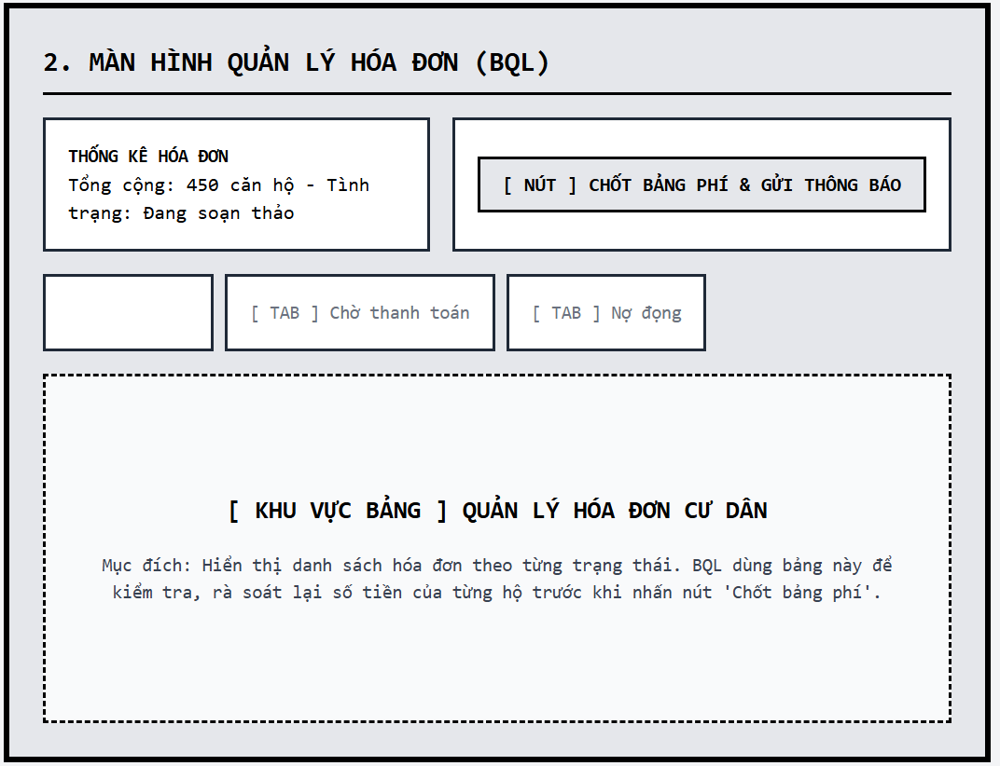 2. MÀN HÌNH QUẢN LÝ HÓA ĐƠN (BQL)
THỐNG KÊ HÓA ĐƠN
Tổng cộng: 450 căn hộ - Tình
trạng: Đang soạn thảo
[ NÚT ] CHỐT BẢNG PHÍ & GỬI THÔNG BÁO
[ TAB ] Chờ thanh toán
[ TAB ] Nợ đọng
[ KHU VỰC BẢNG ] QUẢN LÝ HÓA ĐƠN CƯ DÂN
Mục đích: Hiển thị danh sách hóa đơn theo từng trạng thái. BQL dùng bảng này để
kiểm tra, rà soát lại số tiền của từng hộ trước khi nhấn nút 'Chốt bảng phí'.